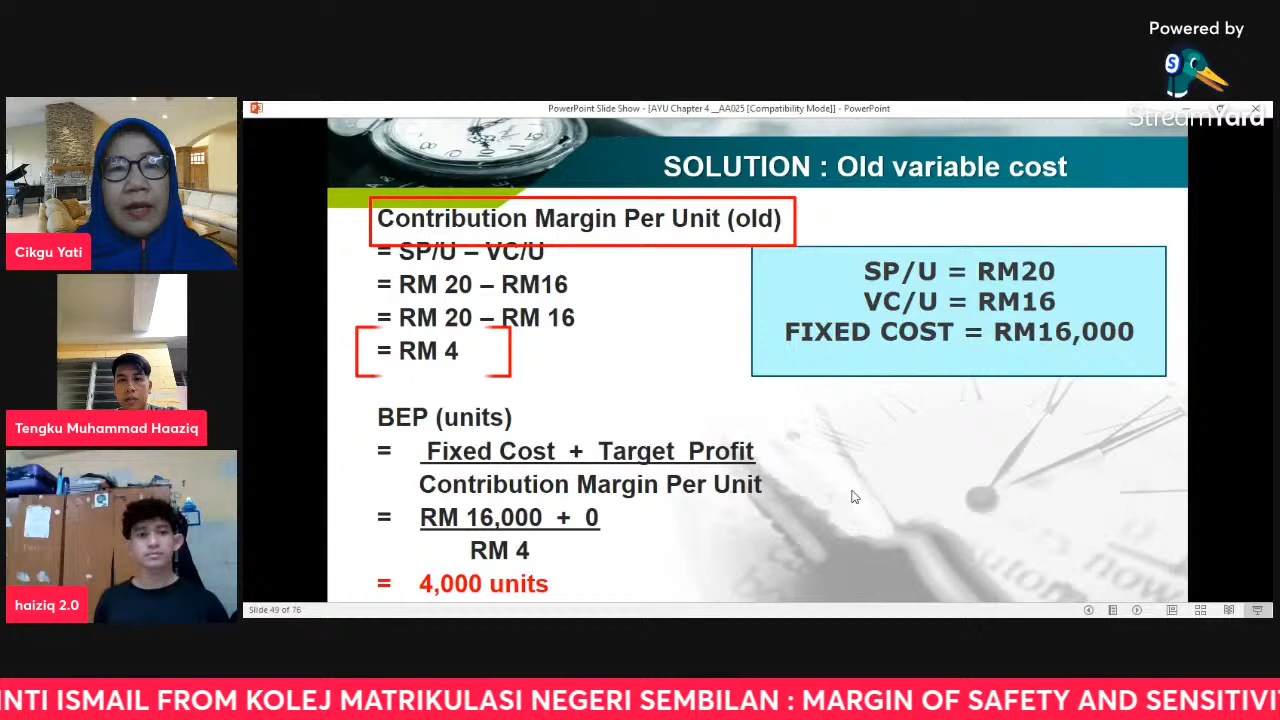 Powered by
S
StreamYard
PowerPoint Slide Show - [AYU Chapter 4 __AA025 [Compatibility Mode]] - PowerPoint
SOLUTION : Old variable cost
Contribution Margin Per Unit (old)
= SP/U – VC/U
= RM 20 – RM16
= RM 20 – RM 16
= RM 4
SP/U = RM20
VC/U = RM16
FIXED COST = RM16,000
BEP (units)
= Fixed Cost + Target Profit
Contribution Margin Per Unit
= RM 16,000 + 0
RM 4
= 4,000 units
Slide 49 of 76
Cikgu Yati
Tengku Muhammad Haaziq
haiziq 2.0
INTI ISMAIL FROM KOLEJ MATRIKULASI NEGERI SEMBILAN : MARGIN OF SAFETY AND SENSITIVI